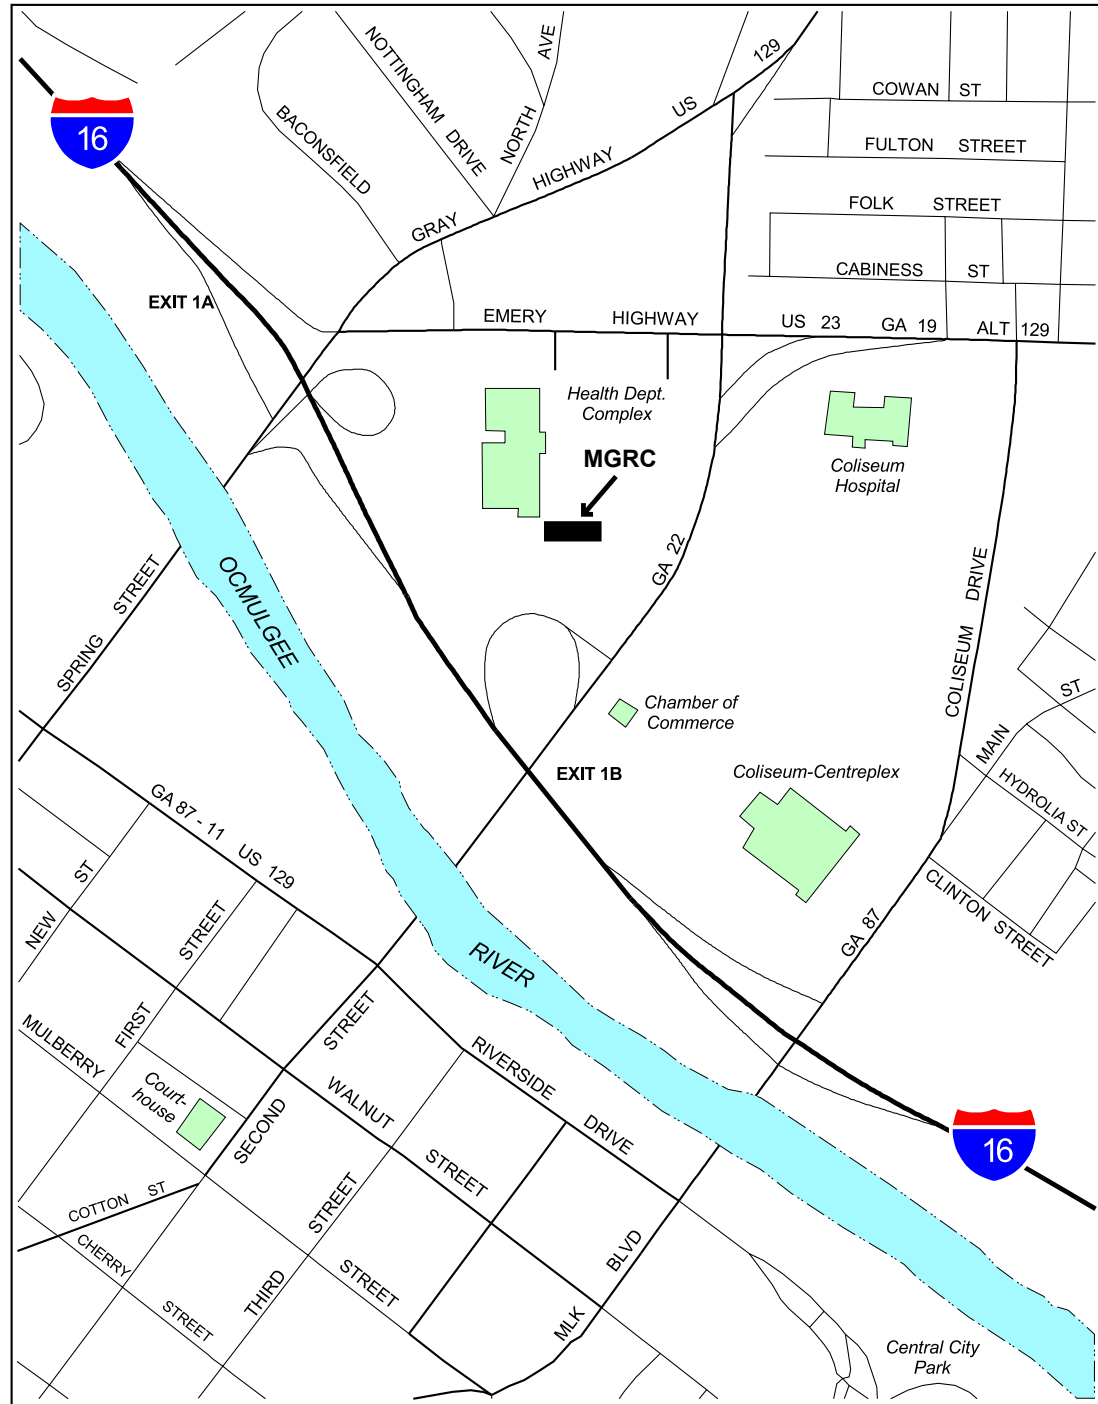 NOTTINGHAM DRIVE
NORTH AVE
BACONSFIELD
GRAY HIGHWAY US 129
COWAN ST
FULTON STREET
FOLK STREET
CABINESS ST
16
EXIT 1A
EMERY HIGHWAY US 23 GA 19 ALT 129
Health Dept.
Complex
MGRC
Coliseum
Hospital
GA 22
COLISEUM DRIVE
SPRING STREET
OCMULGEE
RIVER
Chamber of
Commerce
EXIT 1B
Coliseum-Centreplex
MAIN ST
HYDROLIA ST
CLINTON STREET
GA 87
GA 87 - 11 US 129
NEW ST
FIRST STREET
MULBERRY STREET
Court-
house
SECOND STREET
WALNUT STREET
RIVERSIDE DRIVE
COTTON ST
CHERRY STREET
THIRD STREET
MLK BLVD
16
Central City
Park